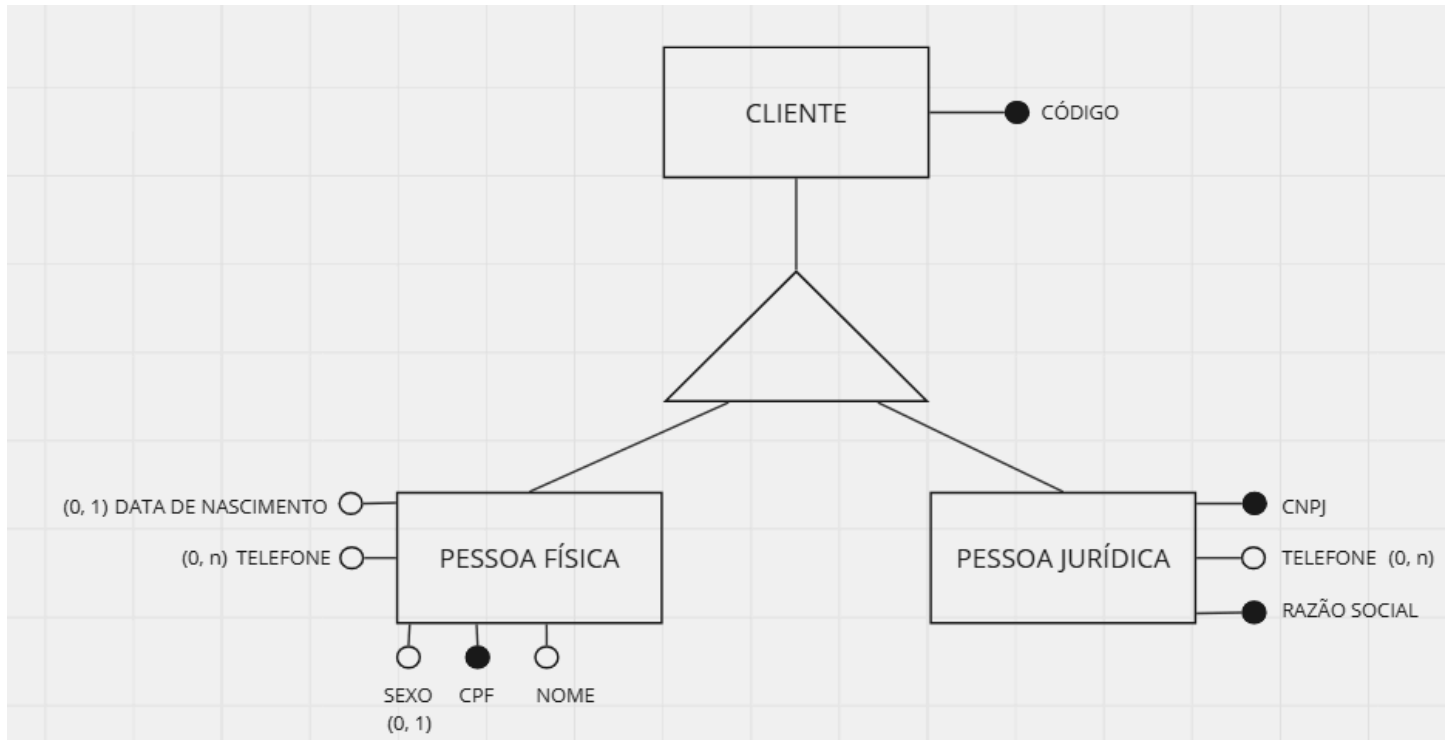 CLIENTE
CÓDIGO
(0, 1) DATA DE NASCIMENTO
(0, n) TELEFONE
PESSOA FÍSICA
SEXO
(0, 1)
CPF
NOME
PESSOA JURÍDICA
CNPJ
TELEFONE (0, n)
RAZÃO SOCIAL